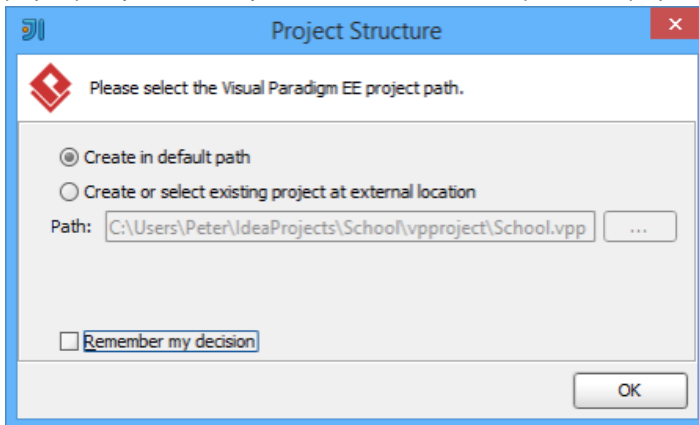 Project Structure
Please select the Visual Paradigm EE project path.
Create in default path
Create or select existing project at external location
Path: C:\Users\Peter\IdeaProjects\School\vpproject\School.vpp ...
Remember my decision
OK